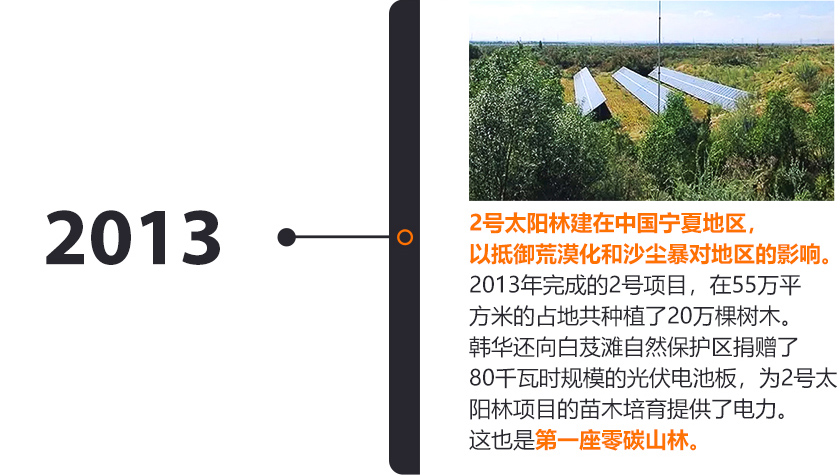 2013
2号太阳林建在中国宁夏地区，
以抵御荒漠化和沙尘暴对地区的影响。
2013年完成的2号项目，在55万平
方米的占地共种植了20万棵树木。
韩华还向白芨滩自然保护区捐赠了
80千瓦时规模的光伏电池板，为2号太
阳林项目的苗木培育提供了电力。
这也是第一座零碳山林。